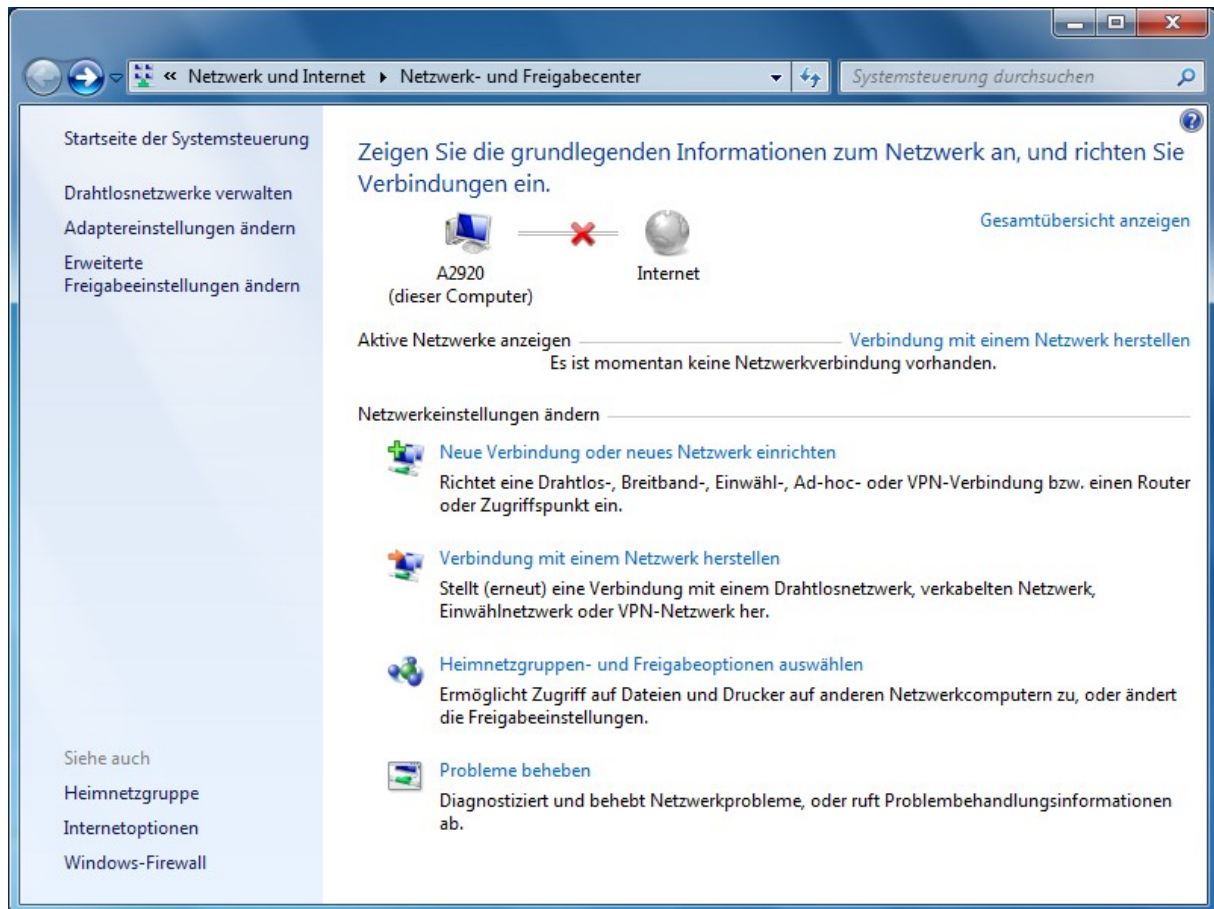 « Netzwerk und Internet ▸ Netzwerk- und Freigabecenter
Systemsteuerung durchsuchen
Startseite der Systemsteuerung
Drahtlosnetzwerke verwalten
Adaptereinstellungen ändern
Erweiterte
Freigabeeinstellungen ändern
Siehe auch
Heimnetzgruppe
Internetoptionen
Windows-Firewall
Zeigen Sie die grundlegenden Informationen zum Netzwerk an, und richten Sie
Verbindungen ein.
Gesamtübersicht anzeigen
A2920
(dieser Computer)
Internet
Aktive Netzwerke anzeigen
Verbindung mit einem Netzwerk herstellen
Es ist momentan keine Netzwerkverbindung vorhanden.
Netzwerkeinstellungen ändern
Neue Verbindung oder neues Netzwerk einrichten
Richtet eine Drahtlos-, Breitband-, Einwähl-, Ad-hoc- oder VPN-Verbindung bzw. einen Router
oder Zugriffspunkt ein.
Verbindung mit einem Netzwerk herstellen
Stellt (erneut) eine Verbindung mit einem Drahtlosnetzwerk, verkabelten Netzwerk,
Einwählnetzwerk oder VPN-Netzwerk her.
Heimnetzgruppen- und Freigabeoptionen auswählen
Ermöglicht Zugriff auf Dateien und Drucker auf anderen Netzwerkcomputern zu, oder ändert
die Freigabeeinstellungen.
Probleme beheben
Diagnostiziert und behebt Netzwerkprobleme, oder ruft Problembehandlungsinformationen
ab.